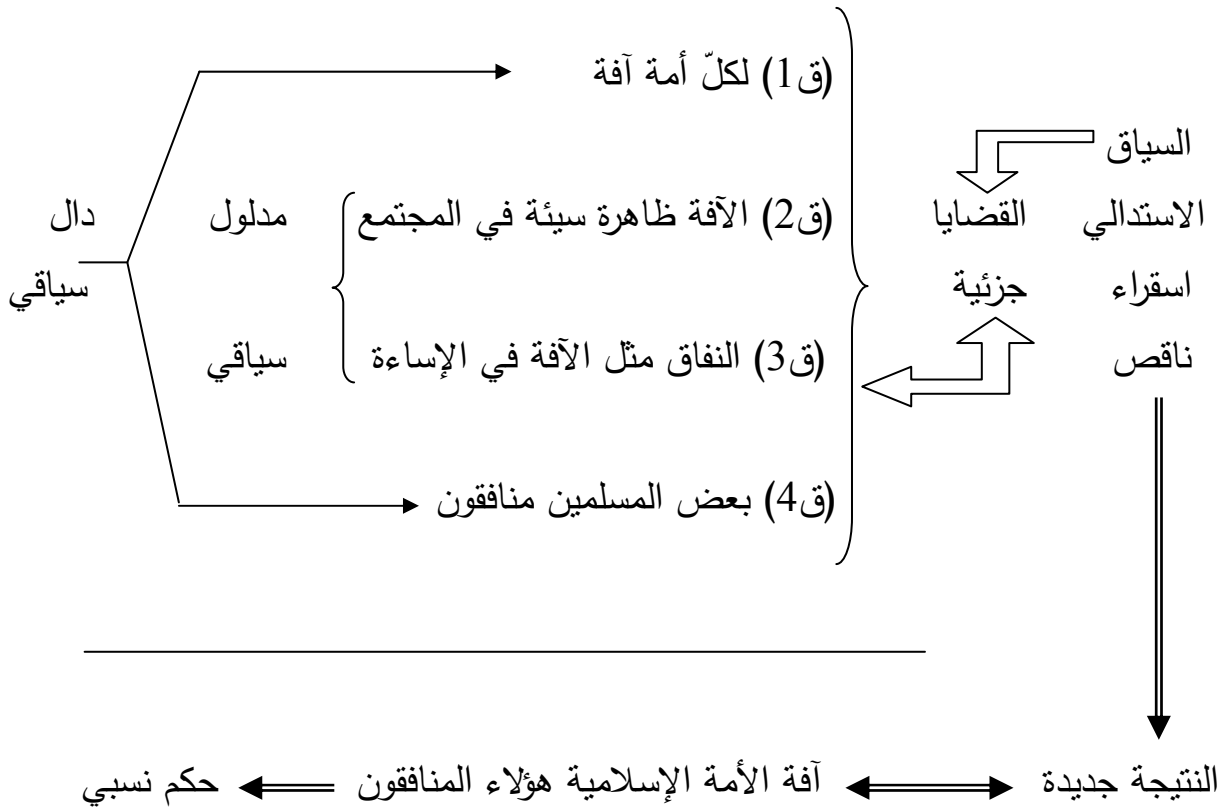 (ق1) لكلّ أمة آفة
السياق
الاستدالي القضايا (ق2) الآفة ظاهرة سيئة في المجتمع مدلول دال
اسقراء جزئية سياقي
ناقص (ق3) النفاق مثل الآفة في الإساءة سياقي
(ق4) بعض المسلمين منافقون
النتيجة جديدة آفة الأمة الإسلامية هؤلاء المنافقون حكم نسبي